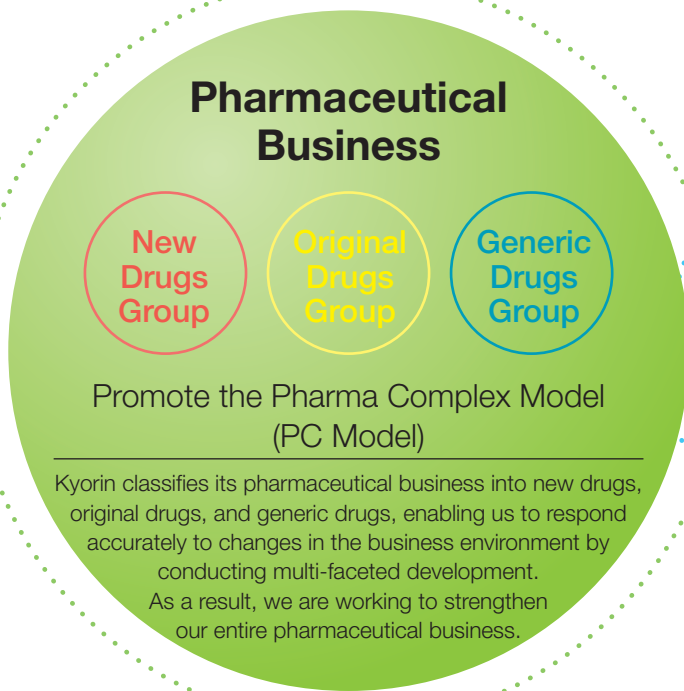 Pharmaceutical
Business
New
Drugs
Group
Original
Drugs
Group
Generic
Drugs
Group
Promote the Pharma Complex Model
(PC Model)
Kyorin classifies its pharmaceutical business into new drugs,
original drugs, and generic drugs, enabling us to respond
accurately to changes in the business environment by
conducting multi-faceted development.
As a result, we are working to strengthen
our entire pharmaceutical business.